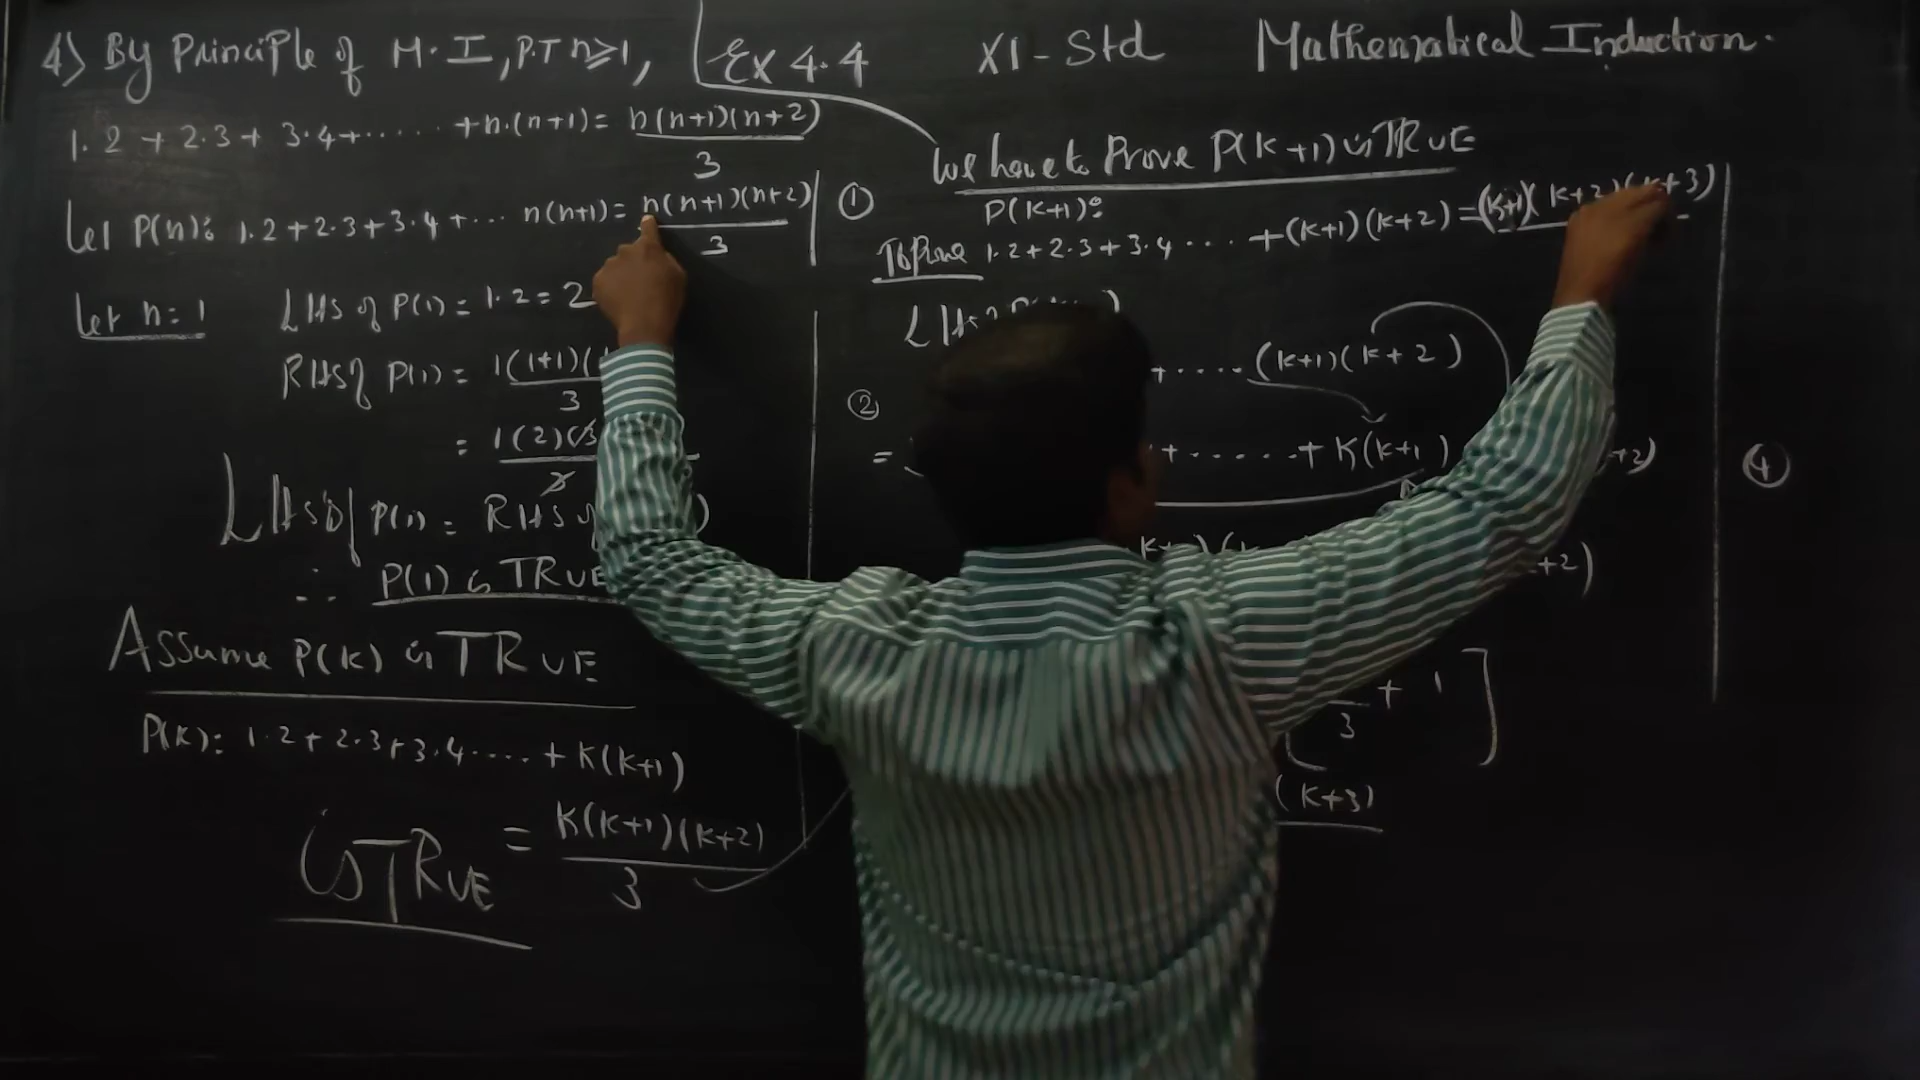 4) By Principle of M.I, P.T n≥1,
Ex 4.4
XI - Std Mathematical Induction.
1.2 + 2.3 + 3.4 + ..... + n.(n+1) = n(n+1)(n+2)
3
Let P(n): 1.2 + 2.3 + 3.4 + ... n(n+1) = n(n+1)(n+2)
3
①
Let n = 1
LHS of P(1) = 1.2 = 2
RHS of P(1) = 1(1+1)(
3
= 1(2)(3
3
LHS of P(1) = RHS
∴ P(1) is TRUE
Assume P(k) is TRUE
P(k): 1.2 + 2.3 + 3.4 .... + k(k+1)
is TRUE = k(k+1)(k+2)
3
We have to Prove P(k+1) is TRUE
P(k+1):
To Prove 1.2 + 2.3 + 3.4 ... + (k+1)(k+2) = (k+1)(k+2)(k+3)
+ .... (k+1)(k+2)
②
= + ..... + k(k+1) +2)
④
+2)
3 + 1 ]
(k+3)